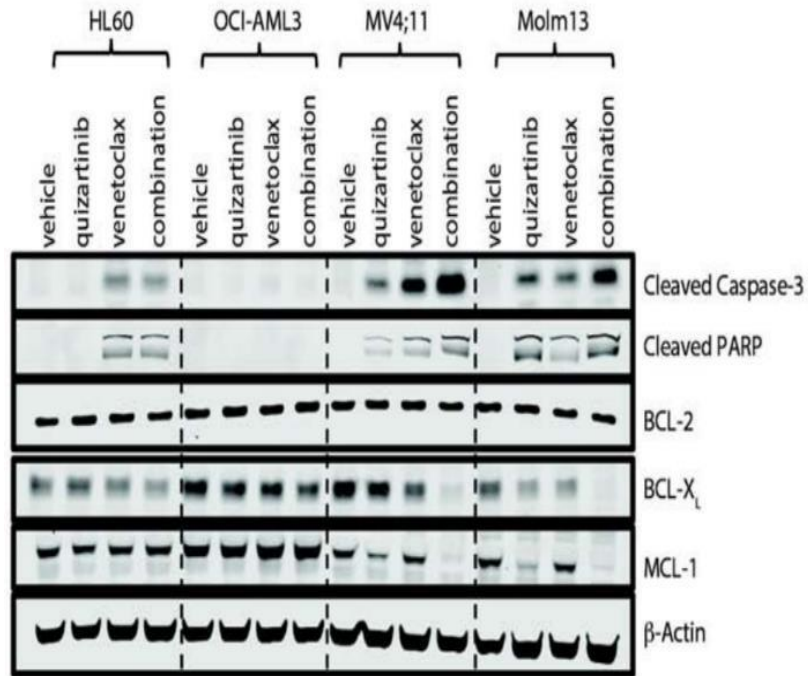 HL60 OCI-AML3 MV4;11 Molm13
vehicle quizartinib venetoclax combination vehicle quizartinib venetoclax combination vehicle quizartinib venetoclax combination vehicle quizartinib venetoclax combination
Cleaved Caspase-3
Cleaved PARP
BCL-2
BCL-XL
MCL-1
β-Actin